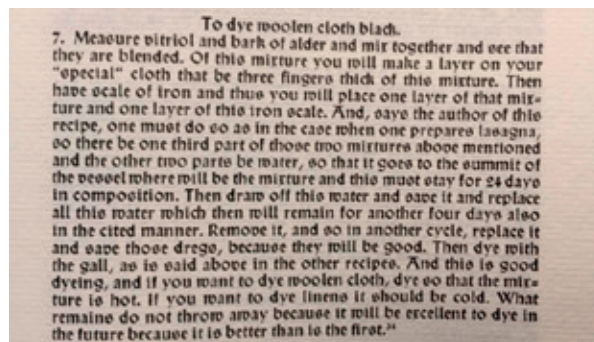 To dye woolen cloth black.
7. Measure vitriol and bark of alder and mix together and see that
they are blended. Of this mixture you will make a layer on your
"special" cloth that be three fingers thick of this mixture. Then
have scale of iron and thus you will place one layer of that mix=
ture and one layer of this iron scale. And, says the author of this
recipe, one must do so as in the case when one prepares lasagna,
so there be one third part of those two mixtures above mentioned
and the other two parts be water, so that it goes to the summit of
the vessel where will be the mixture and this must stay for 24 days
in composition. Then draw off this water and save it and replace
all this water which then will remain for another four days also
in the cited manner. Remove it, and so in another cycle, replace it
and save those dregs, because they will be good. Then dye with
the gall, as is said above in the other recipes. And this is good
dyeing, and if you want to dye woolen cloth, dye so that the mix=
ture is hot. If you want to dye linens it should be cold. What
remains do not throw away because it will be excellent to dye in
the future because it is better than is the first.²⁴